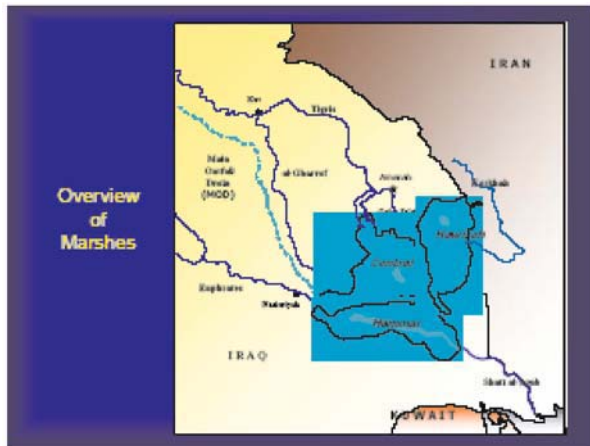 Overview
of
Marshes
IRAN
Kut
Tigris
Main
Outfall
Drain
(MOD)
al-Gharraf
Amarah
Karkheh
Central
Euphrates
Nasiriyah
Hammar
IRAQ
Shatt al Arab
KUWAIT